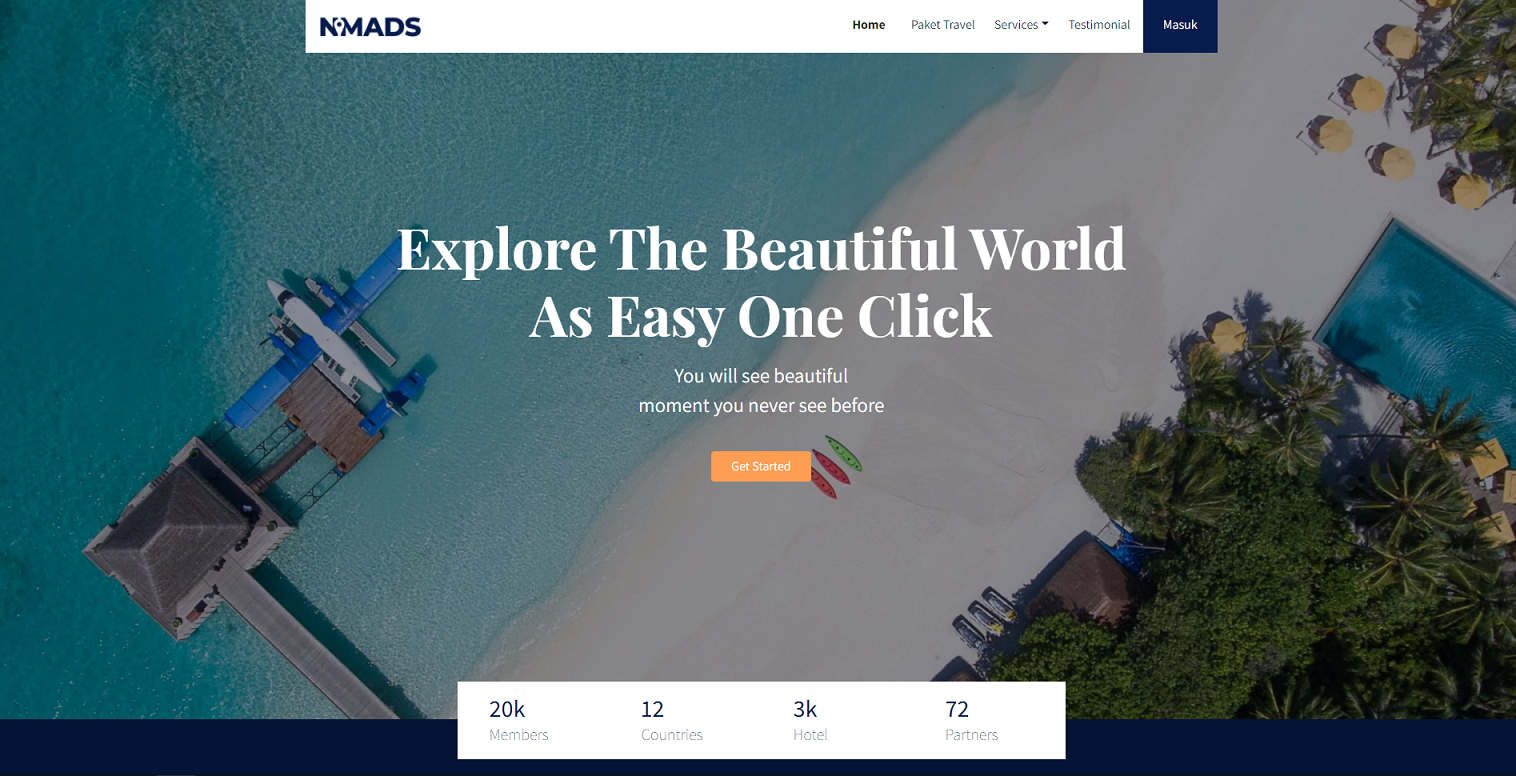 NOMADS
Home Paket Travel Services Testimonial Masuk
Explore The Beautiful World
As Easy One Click
You will see beautiful
moment you never see before
Get Started
20k 12 3k 72
Members Countries Hotel Partners